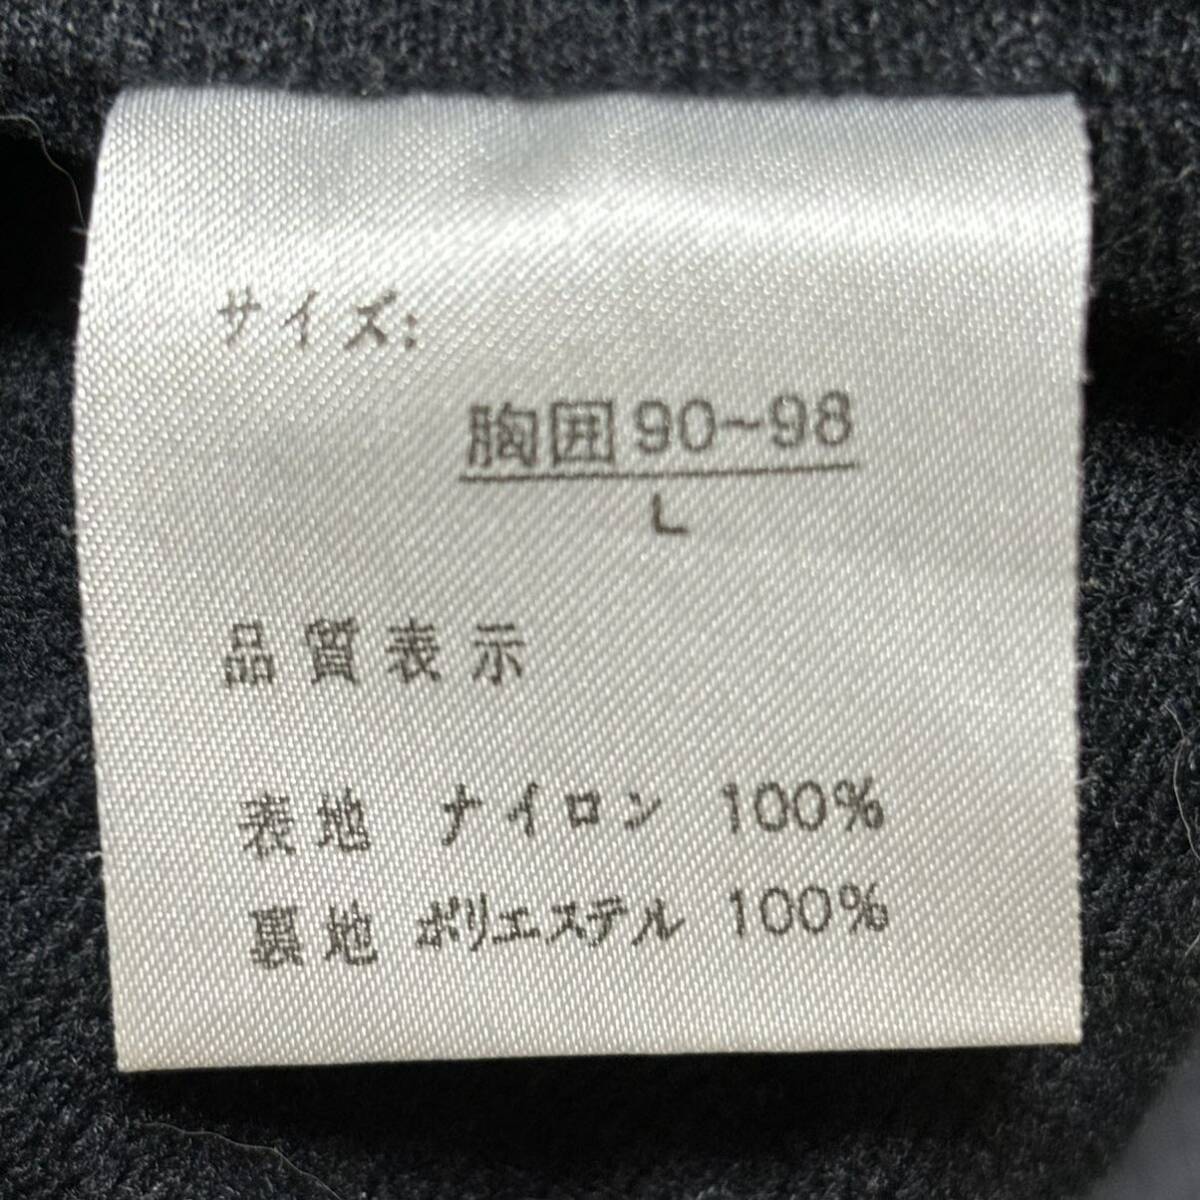 サイズ:
胸囲90~98
L
品質表示
表地 ナイロン 100%
裏地 ポリエステル 100%